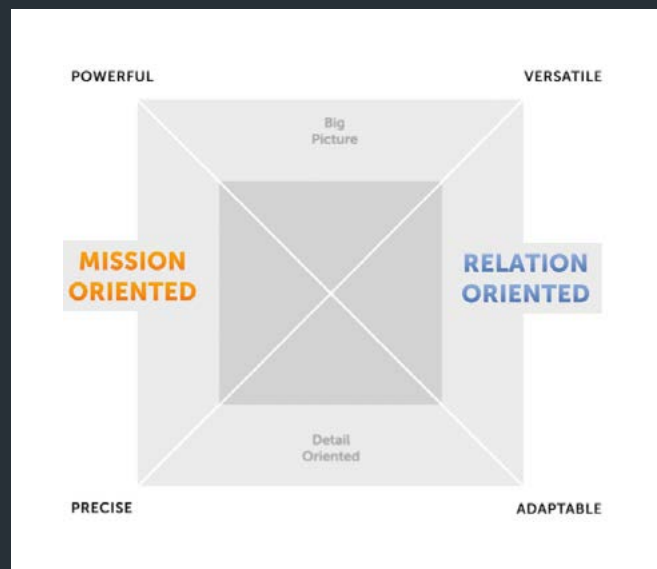 POWERFUL
VERSATILE
Big
Picture
MISSION
ORIENTED
RELATION
ORIENTED
Detail
Oriented
PRECISE
ADAPTABLE